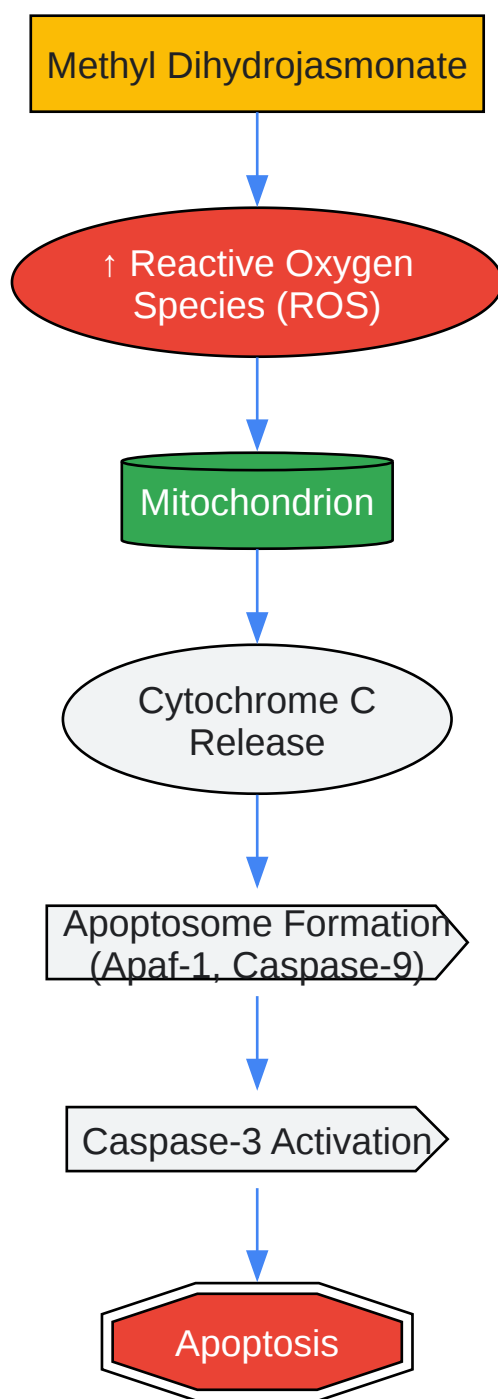 Methyl Dihydrojasmonate
↑ Reactive Oxygen
Species (ROS)
Mitochondrion
Cytochrome C
Release
Apoptosome Formation
(Apaf-1, Caspase-9)
Caspase-3 Activation
Apoptosis